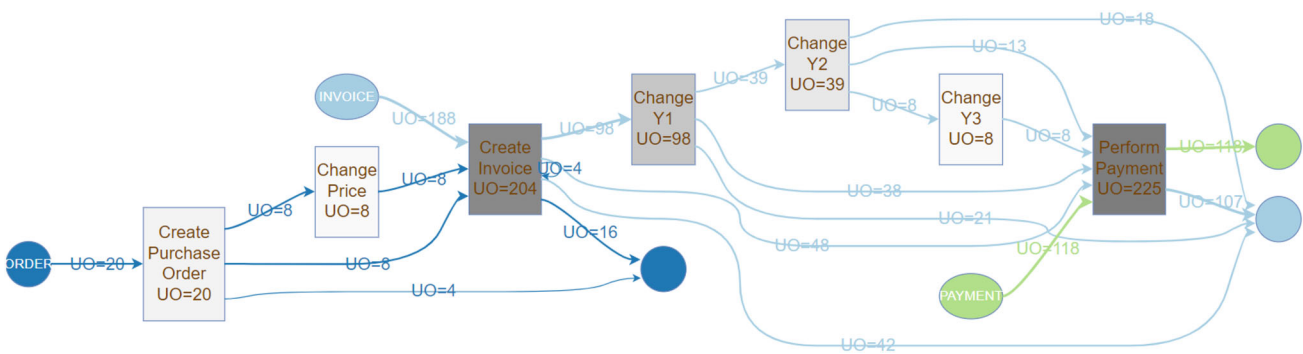 ORDER
UO=20
Create
Purchase
Order
UO=20
UO=8
Change
Price
UO=8
UO=8
UO=8
UO=4
INVOICE
UO=188
Create
Invoice
UO=204
UO=4
UO=16
UO=98
Change
Y1
UO=98
UO=39
Change
Y2
UO=39
UO=18
UO=13
UO=8
Change
Y3
UO=8
UO=8
UO=38
UO=21
UO=48
UO=42
PAYMENT
UO=118
Perform
Payment
UO=225
UO=118
UO=107